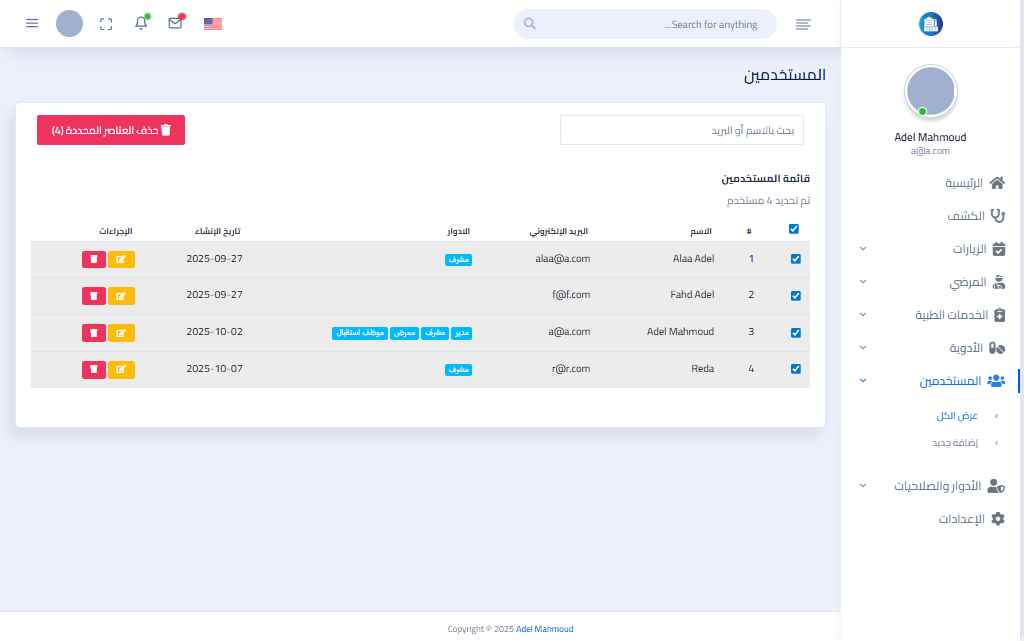 Search for anything...
Adel Mahmoud
a@a.com
الرئيسية
الكشف
الزيارات
المرضي
الخدمات الطبية
الأدوية
المستخدمين
عرض الكل
إضافة جديد
الأدوار والصلاحيات
الإعدادات
المستخدمين
بحث بالاسم أو البريد
حذف العناصر المحددة (4)
قائمة المستخدمين
تم تحديد 4 مستخدم
# الاسم البريد الإلكتروني الادوار تاريخ الإنشاء الإجراءات
1 Alaa Adel alaa@a.com مشرف 2025-09-27
2 Fahd Adel f@f.com 2025-09-27
3 Adel Mahmoud a@a.com مدير مشرف ممرض موظف استقبال 2025-10-02
4 Reda r@r.com مشرف 2025-10-07
Copyright © 2025 Adel Mahmoud